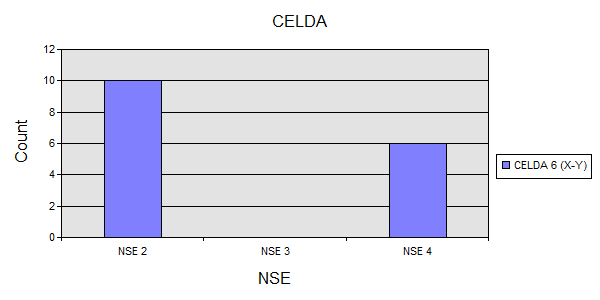 CELDA
12
10
8
6
4
2
0
Count
NSE 2 NSE 3 NSE 4
NSE
CELDA 6 (X-Y)